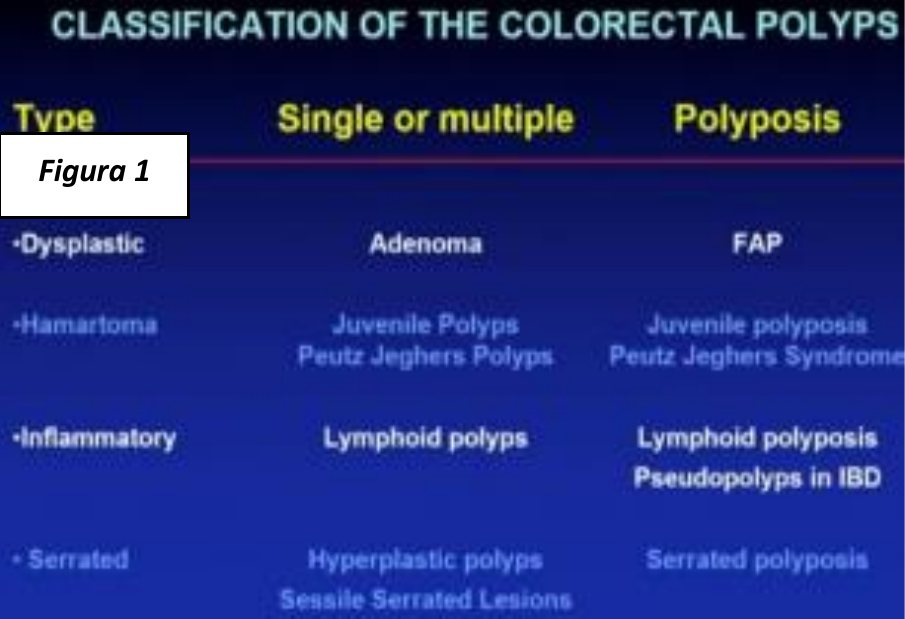 CLASSIFICATION OF THE COLORECTAL POLYPS
Type Single or multiple Polyposis
Figura 1
•Dysplastic Adenoma FAP
•Hamartoma Juvenile Polyps Juvenile polyposis
Peutz Jeghers Polyps Peutz Jeghers Syndrome
•Inflammatory Lymphoid polyps Lymphoid polyposis
Pseudopolyps in IBD
• Serrated Hyperplastic polyps Serrated polyposis
Sessile Serrated Lesions